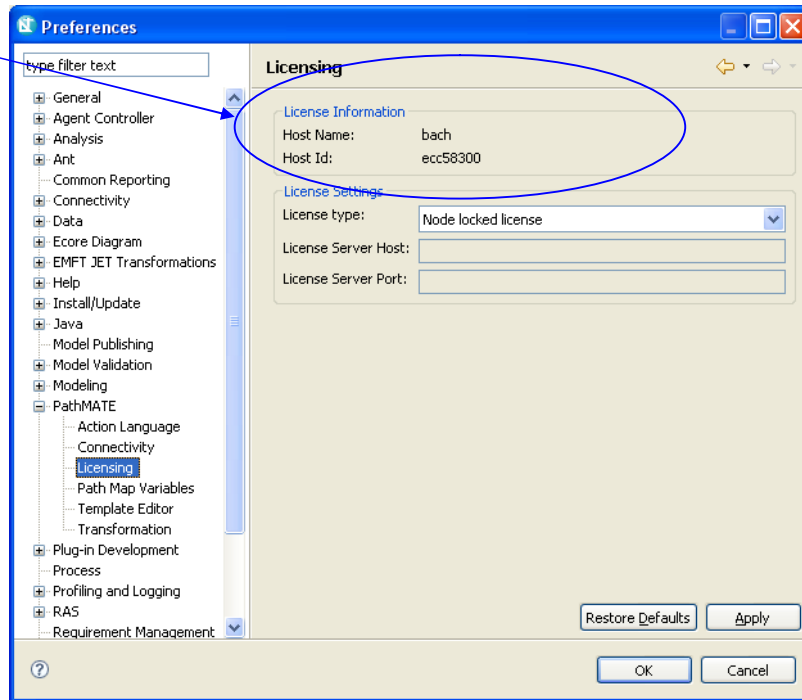 Preferences
type filter text
General
Agent Controller
Analysis
Ant
Common Reporting
Connectivity
Data
Ecore Diagram
EMFT JET Transformations
Help
Install/Update
Java
Model Publishing
Model Validation
Modeling
PathMATE
Action Language
Connectivity
Licensing
Path Map Variables
Template Editor
Transformation
Plug-in Development
Process
Profiling and Logging
RAS
Requirement Management
Licensing
License Information
Host Name: bach
Host Id: ecc58300
License Settings
License type: Node locked license
License Server Host:
License Server Port:
Restore Defaults Apply
OK Cancel